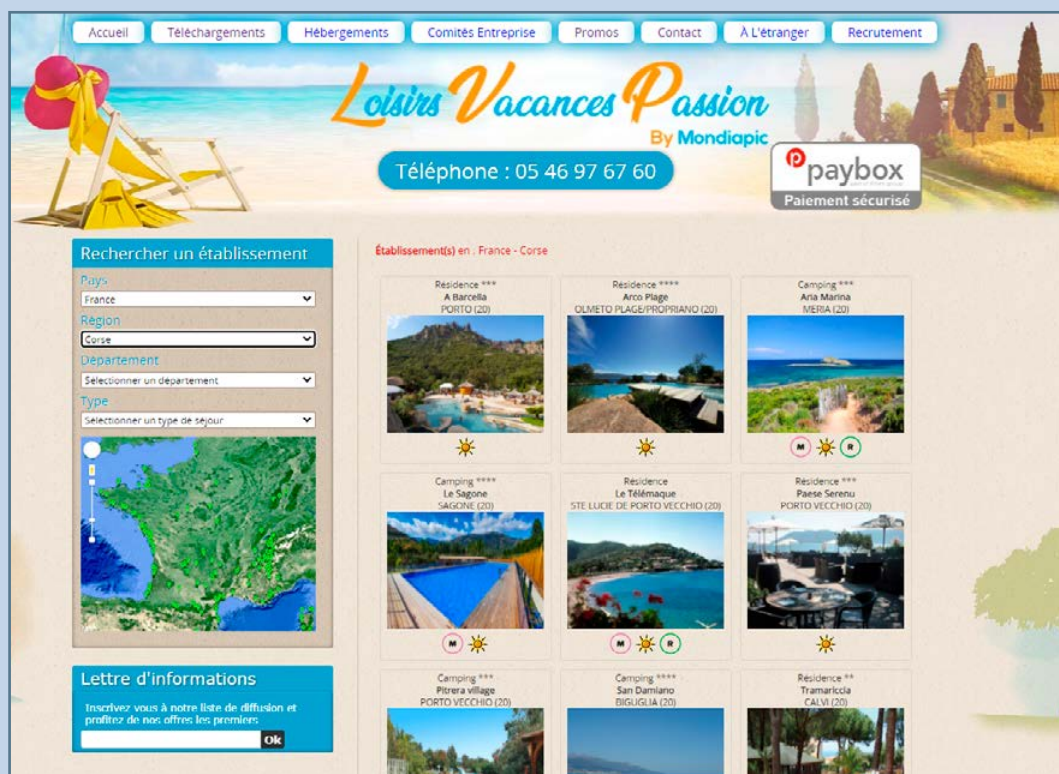 Accueil
Téléchargements
Hébergements
Comités Entreprise
Promos
Contact
À L'étranger
Recrutement
Loisirs Vacances Passion
By Mondiapic
Téléphone : 05 46 97 67 60
paybox
Paiement sécurisé
Rechercher un établissement
Pays
France
Région
Corse
Département
Sélectionner un département
Type
Sélectionner un type de séjour
Lettre d'informations
Inscrivez vous à notre liste de diffusion et
profitez de nos offres les premiers
Ok
Établissement(s) en : France - Corse
Résidence ***
A Barcella
PORTO (20)
Résidence ****
Arco Plage
OLMETO PLAGE/PROPRIANO (20)
Camping ***
Aria Marina
MERIA (20)
M
R
Camping ****
Le Sagone
SAGONE (20)
M
Résidence
Le Télémaque
STE LUCIE DE PORTO VECCHIO (20)
M
R
Résidence ***
Paese Serenu
PORTO VECCHIO (20)
Camping ***
Pitrera village
PORTO VECCHIO (20)
Camping ****
San Damiano
BIGUGLIA (20)
Résidence **
Tramariccia
CALVI (20)